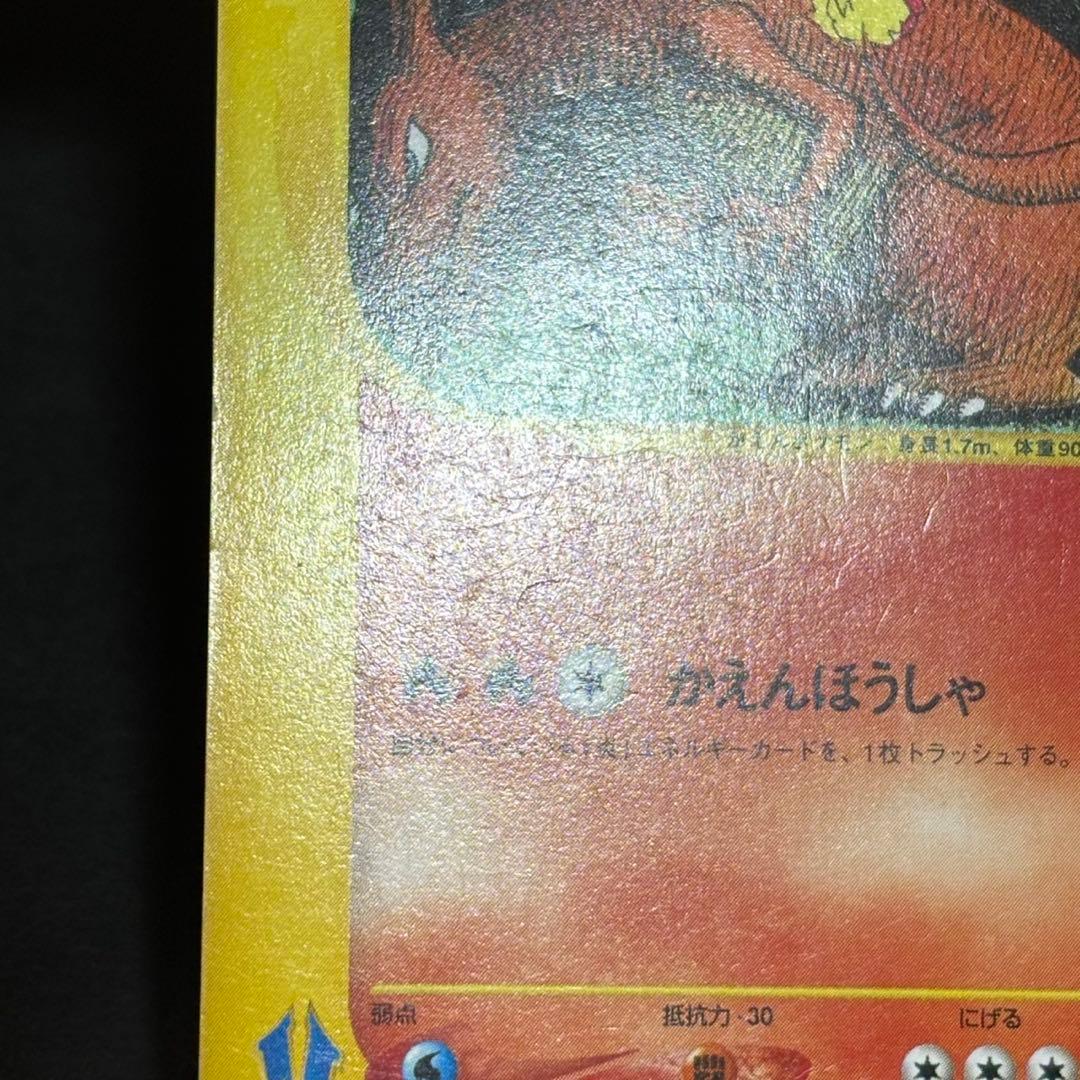 身長1.7m、体重90
かえんほうしゃ
エネルギーカードを、1枚トラッシュする。
弱点 抵抗力・30 にげる